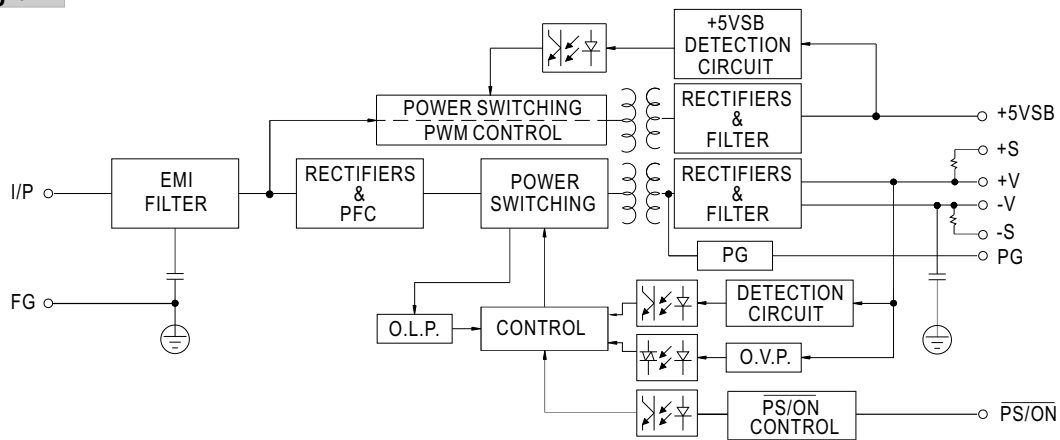 +5VSB
DETECTION
CIRCUIT
POWER SWITCHING
PWM CONTROL
RECTIFIERS
&
FILTER
+5VSB
+S
I/P
EMI
FILTER
RECTIFIERS
&
PFC
POWER
SWITCHING
RECTIFIERS
&
FILTER
+V
-V
-S
PG
PG
FG
O.L.P.
CONTROL
DETECTION
CIRCUIT
O.V.P.
PS/ON
CONTROL
PS/ON